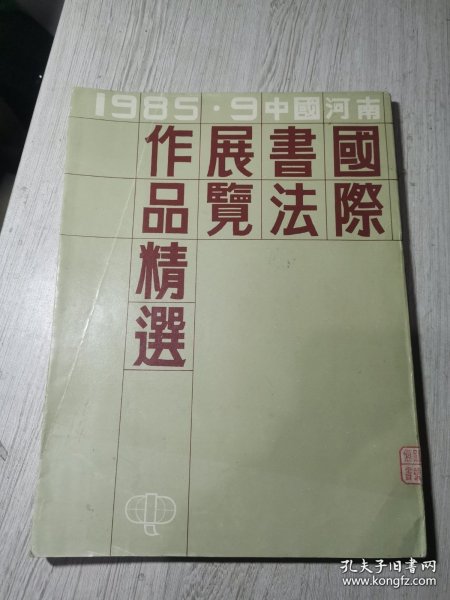 1985·9中國河南
國際
書法
展覽
作品精選
孔夫子旧书网
www.kongfz.com